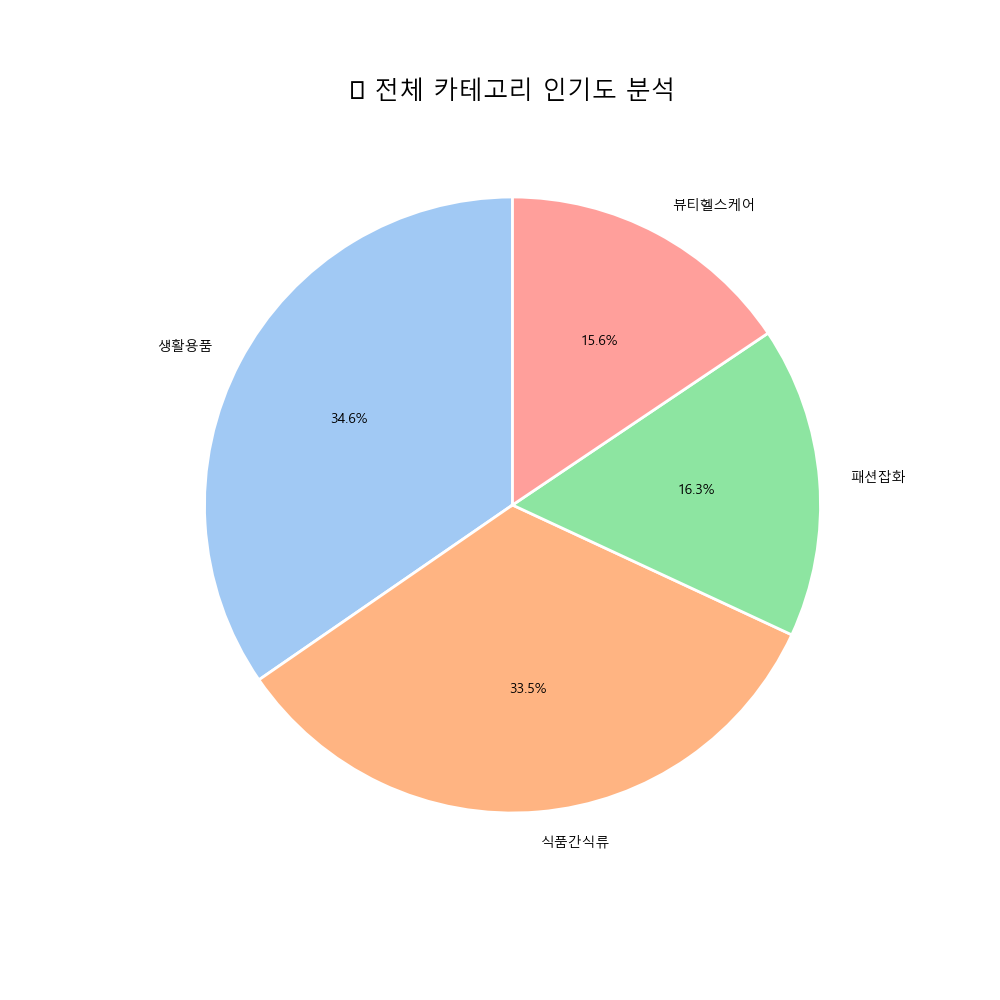 ▯ 전체 카테고리 인기도 분석
뷰티헬스케어
15.6%
생활용품
34.6%
패션잡화
16.3%
33.5%
식품간식류